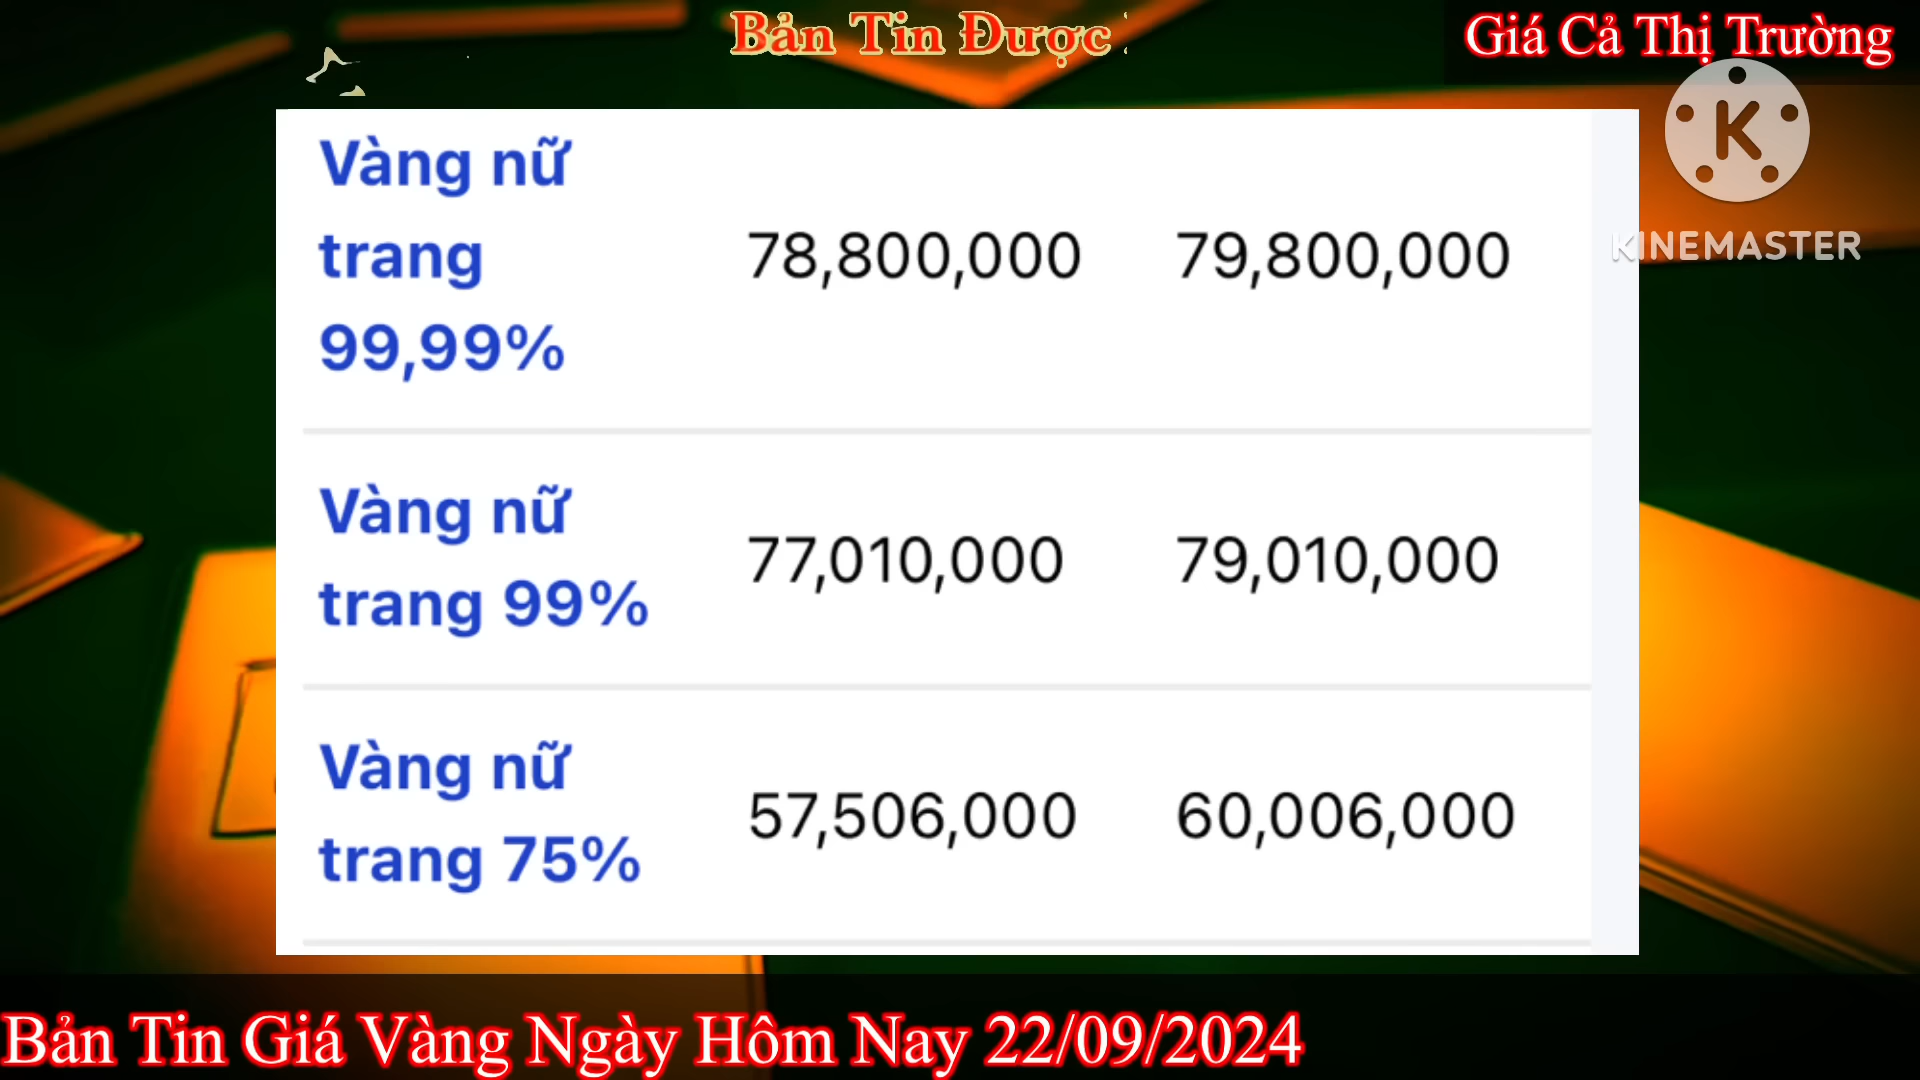 Bản Tin Được
Giá Cả Thị Trường
K
KINEMASTER
Vàng nữ
trang
99,99%
78,800,000
79,800,000
Vàng nữ
trang 99%
77,010,000
79,010,000
Vàng nữ
trang 75%
57,506,000
60,006,000
Bản Tin Giá Vàng Ngày Hôm Nay 22/09/2024